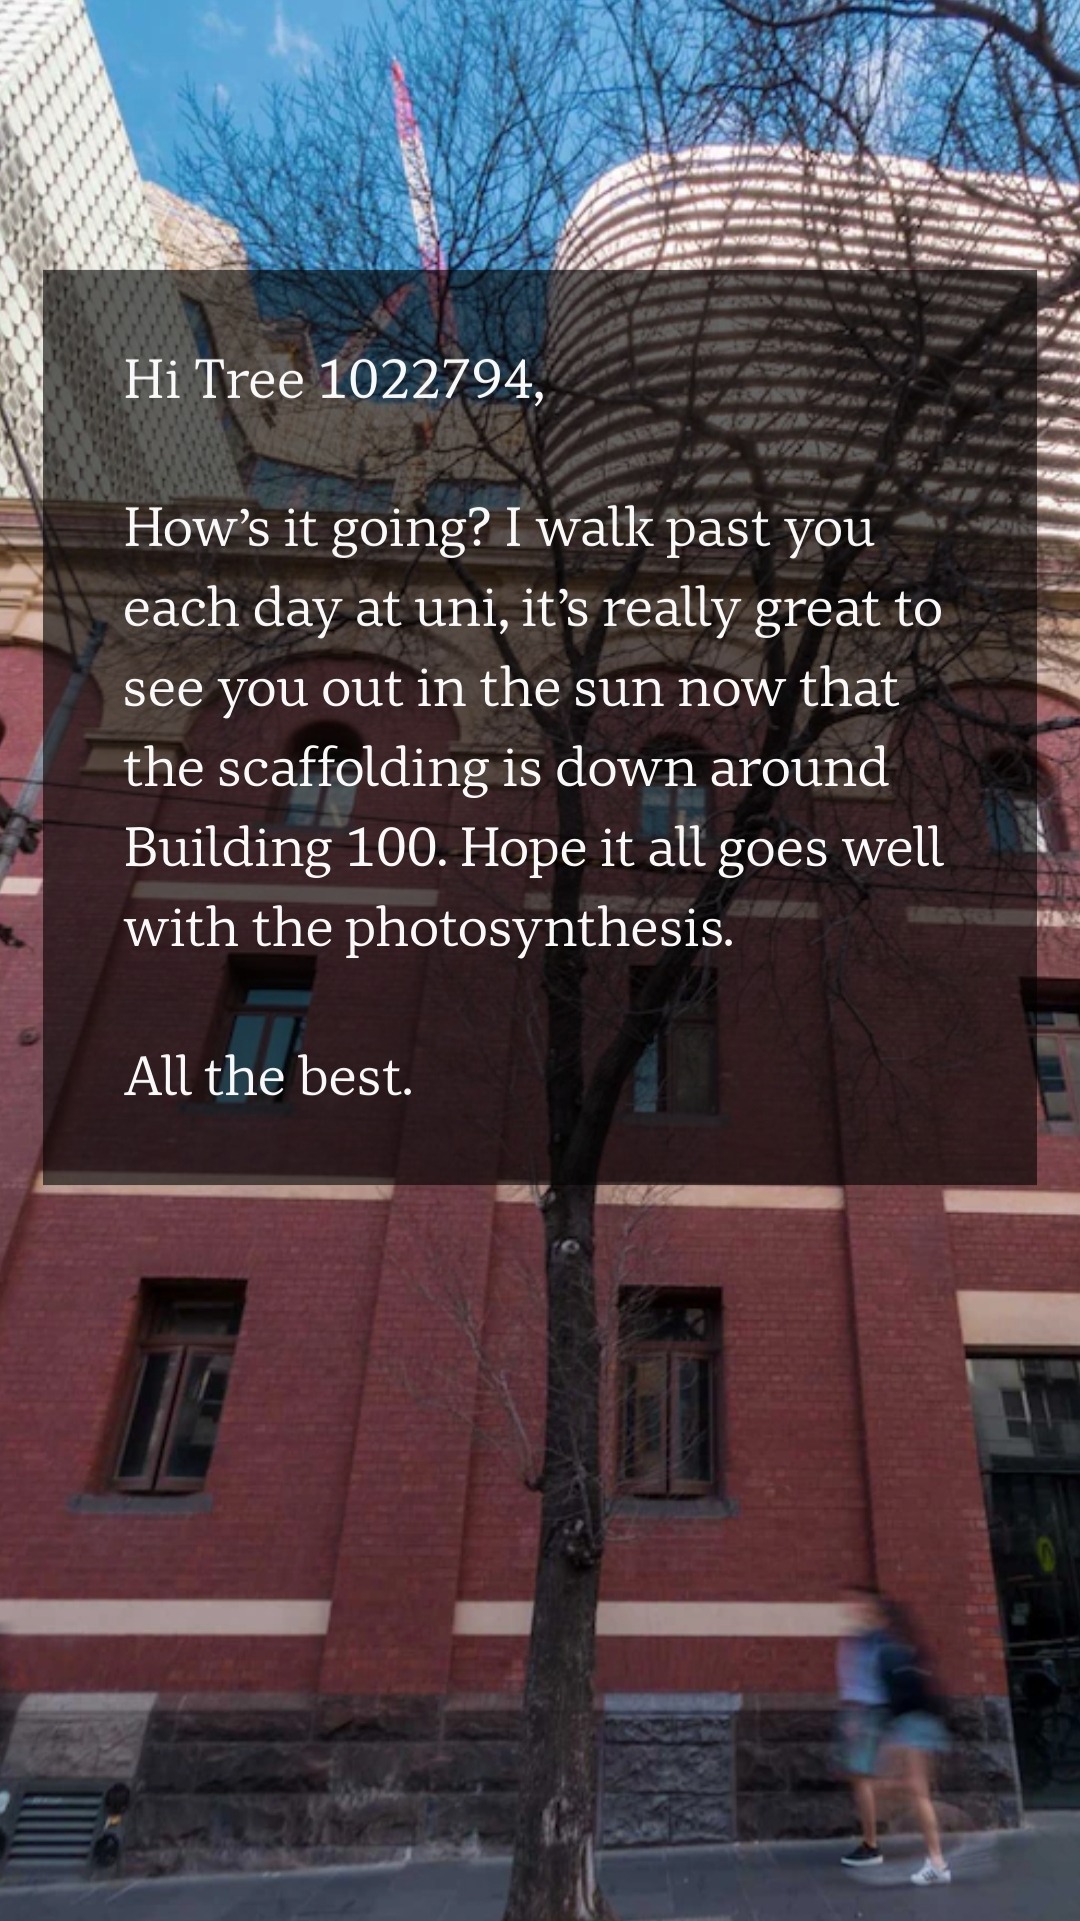 Hi Tree 1022794,
How’s it going? I walk past you
each day at uni, it’s really great to
see you out in the sun now that
the scaffolding is down around
Building 100. Hope it all goes well
with the photosynthesis.
All the best.